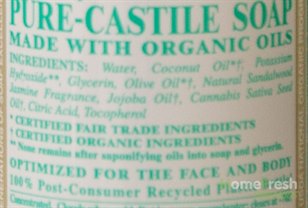 PURE-CASTILE SOAP
MADE WITH ORGANIC OILS
INGREDIENTS: Water, Coconut Oil*†, Potassium
Hydroxide**, Glycerin, Olive Oil*†, Natural Sandalwood
Jasmine Fragrance, Jojoba Oil†, Cannabis Sativa Seed
Oil†, Citric Acid, Tocopherol
* CERTIFIED FAIR TRADE INGREDIENTS
† CERTIFIED ORGANIC INGREDIENTS
** None remains after saponifying oils into soap and glycerin.
OPTIMIZED FOR THE FACE AND BODY
100% Post-Consumer Recycled